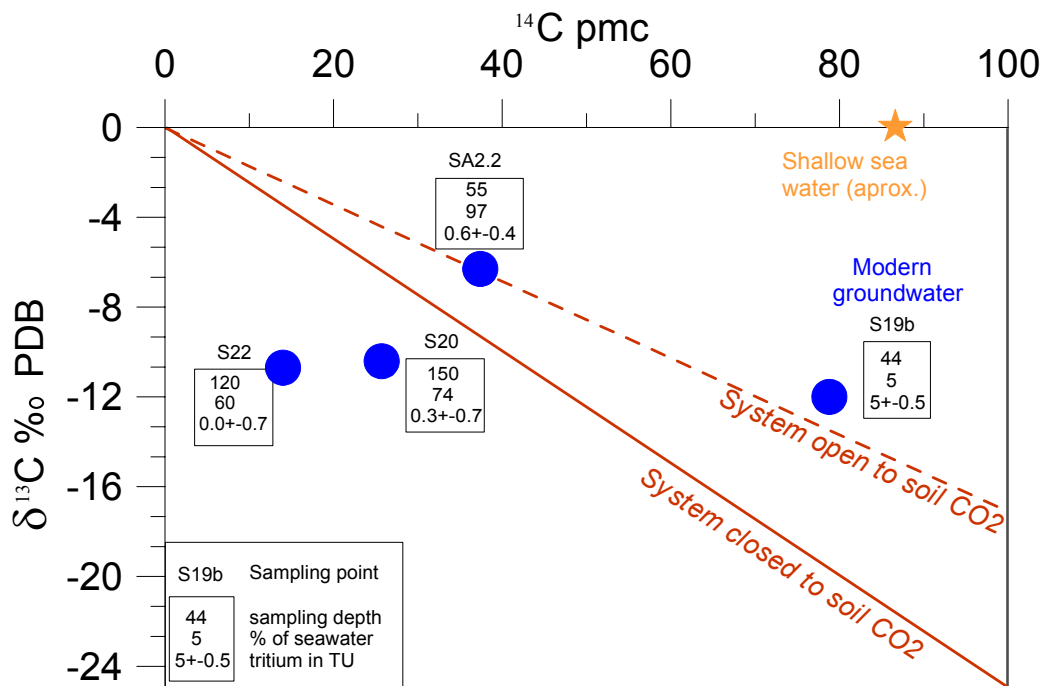 ¹⁴C pmc
0 20 40 60 80 100
δ ¹³C ‰ PDB
0
-4
-8
-12
-16
-20
-24
SA2.2
55
97
0.6+-0.4
Shallow sea
water (aprox.)
Modern
groundwater
S19b
44
5
5+-0.5
S22
120
60
0.0+-0.7
S20
150
74
0.3+-0.7
System open to soil CO2
System closed to soil CO2
S19b Sampling point
44 sampling depth
5 % of seawater
5+-0.5 tritium in TU